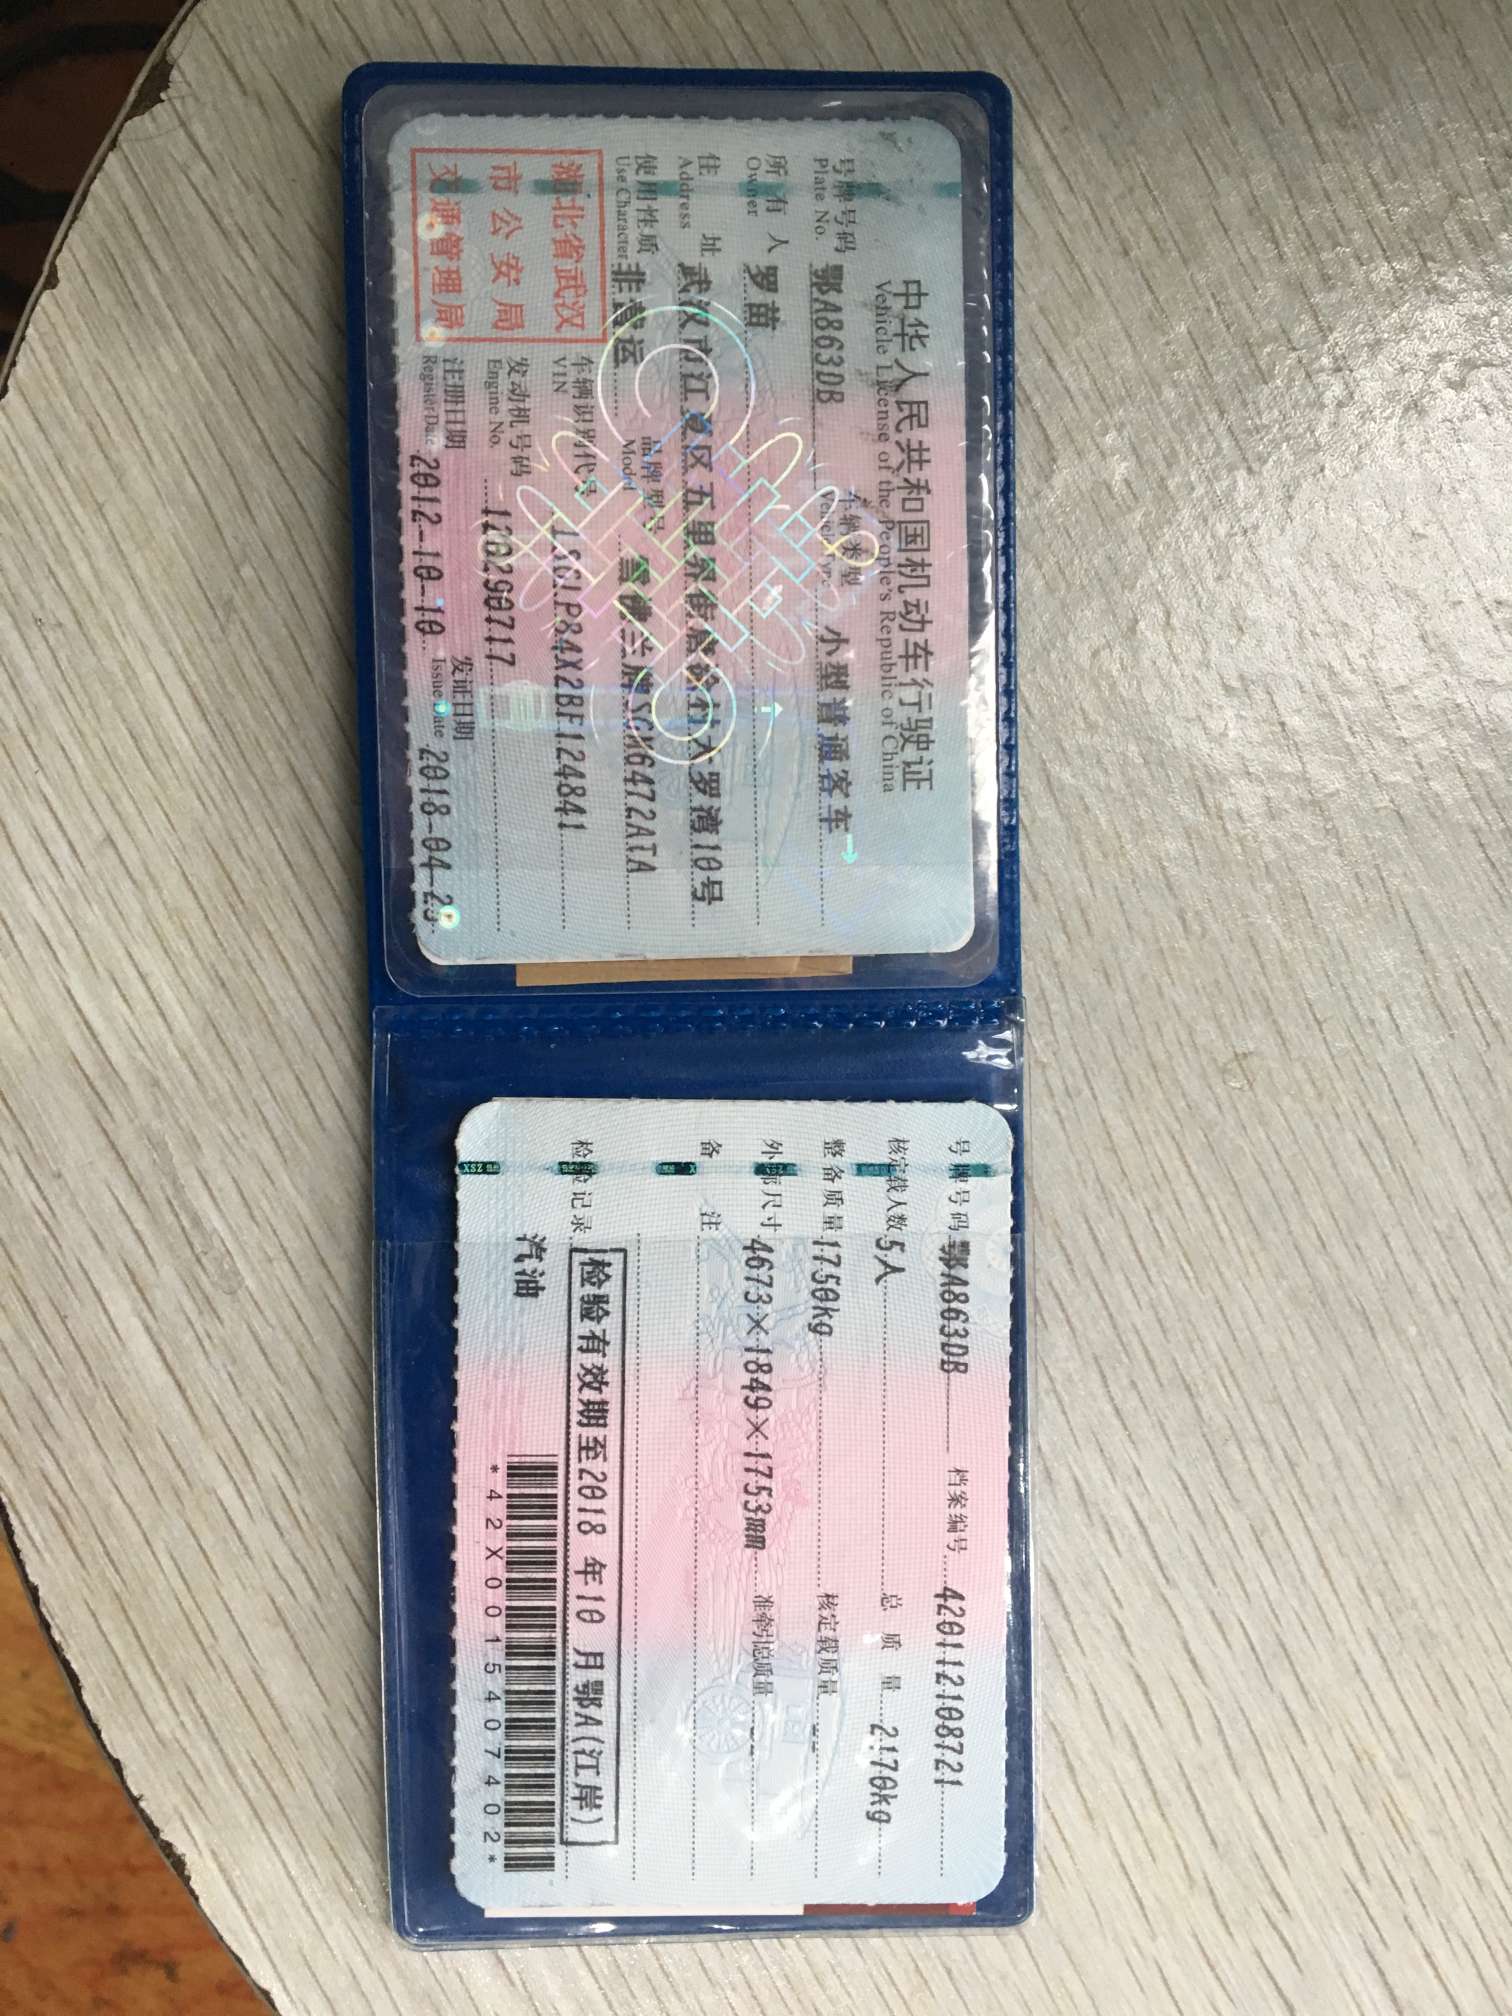 中华人民共和国机动车行驶证
Vehicle License of the People's Republic of China
号牌号码 鄂A863DB 车辆类型 小型普通客车
Plate No. Vehicle Type
所有人 罗苗
Owner
住址 武汉市江夏区五里界街唐涂村大罗湾10号
Address
使用性质 非营运 品牌型号 雪佛兰牌SGM6472ATA
Use Character Model
湖北省武汉
市公安局
交通管理局
车辆识别代号 LSGLP84X2BF124841
VIN
发动机号码 120290717
Engine No.
注册日期 2012-10-10 发证日期 2018-04-23
Register Date Issue Date
号牌号码 鄂A863DB 档案编号 420112108721
核定载人数 5人 总质量 2170kg
整备质量 1750kg 核定载质量 --
外部尺寸 4673×1849×1753mm 准牵引总质量 --
备注
检验记录 检验有效期至2018年10月鄂A(江岸)
汽油
*42X0015407402*